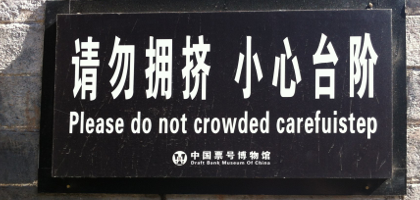 请勿拥挤 小心台阶
Please do not crowded carefuistep
中国票号博物馆
Draft Bank Museum Of China